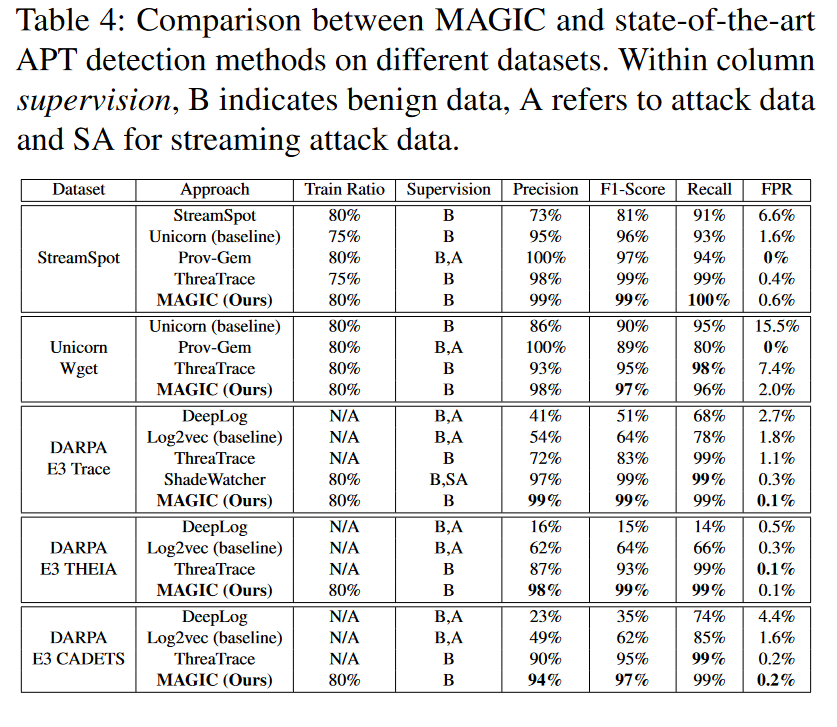 Table 4: Comparison between MAGIC and state-of-the-art
APT detection methods on different datasets. Within column
supervision, B indicates benign data, A refers to attack data
and SA for streaming attack data.
Dataset Approach Train Ratio Supervision Precision F1-Score Recall FPR
StreamSpot
StreamSpot 80% B 73% 81% 91% 6.6%
Unicorn (baseline) 75% B 95% 96% 93% 1.6%
Prov-Gem 80% B,A 100% 97% 94% 0%
ThreaTrace 75% B 98% 99% 99% 0.4%
MAGIC (Ours) 80% B 99% 99% 100% 0.6%
Unicorn
Wget
Unicorn (baseline) 80% B 86% 90% 95% 15.5%
Prov-Gem 80% B,A 100% 89% 80% 0%
ThreaTrace 80% B 93% 95% 98% 7.4%
MAGIC (Ours) 80% B 98% 97% 96% 2.0%
DARPA
E3 Trace
DeepLog N/A B,A 41% 51% 68% 2.7%
Log2vec (baseline) N/A B,A 54% 64% 78% 1.8%
ThreaTrace N/A B 72% 83% 99% 1.1%
ShadeWatcher 80% B,SA 97% 99% 99% 0.3%
MAGIC (Ours) 80% B 99% 99% 99% 0.1%
DARPA
E3 THEIA
DeepLog N/A B,A 16% 15% 14% 0.5%
Log2vec (baseline) N/A B,A 62% 64% 66% 0.3%
ThreaTrace N/A B 87% 93% 99% 0.1%
MAGIC (Ours) 80% B 98% 99% 99% 0.1%
DARPA
E3 CADETS
DeepLog N/A B,A 23% 35% 74% 4.4%
Log2vec (baseline) N/A B,A 49% 62% 85% 1.6%
ThreaTrace N/A B 90% 95% 99% 0.2%
MAGIC (Ours) 80% B 94% 97% 99% 0.2%